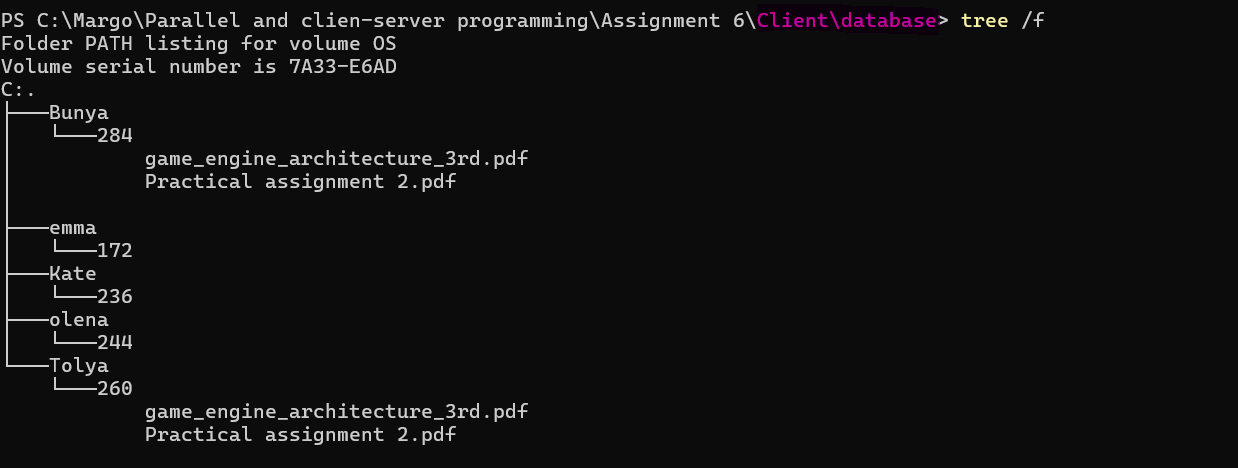 PS C:\Margo\Parallel and clien-server programming\Assignment 6\Client\database> tree /f
Folder PATH listing for volume OS
Volume serial number is 7A33-E6AD
C:.
├───Bunya
│   └───284
│           game_engine_architecture_3rd.pdf
│           Practical assignment 2.pdf
│
├───emma
│   └───172
├───Kate
│   └───236
├───olena
│   └───244
└───Tolya
    └───260
            game_engine_architecture_3rd.pdf
            Practical assignment 2.pdf